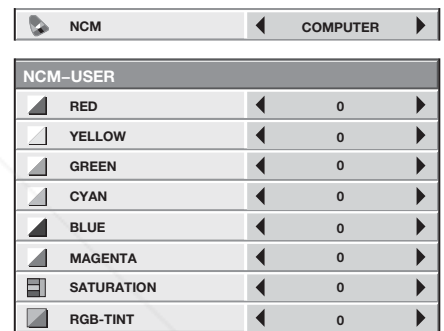 NCM COMPUTER
NCM–USER
RED 0
YELLOW 0
GREEN 0
CYAN 0
BLUE 0
MAGENTA 0
SATURATION 0
RGB-TINT 0